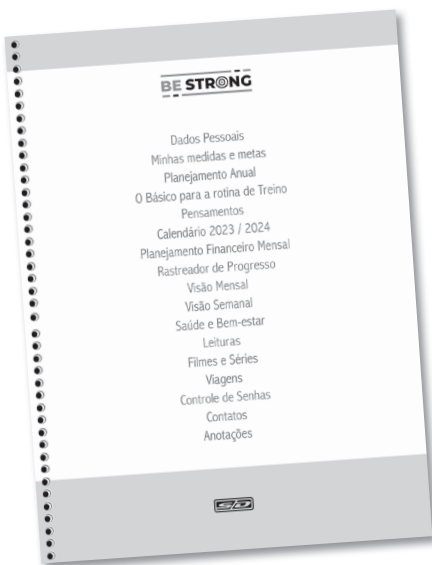 BE STRONG
Dados Pessoais
Minhas medidas e metas
Planejamento Anual
O Básico para a rotina de Treino
Pensamentos
Calendário 2023 / 2024
Planejamento Financeiro Mensal
Rastreador de Progresso
Visão Mensal
Visão Semanal
Saúde e Bem-estar
Leituras
Filmes e Séries
Viagens
Controle de Senhas
Contatos
Anotações
SD